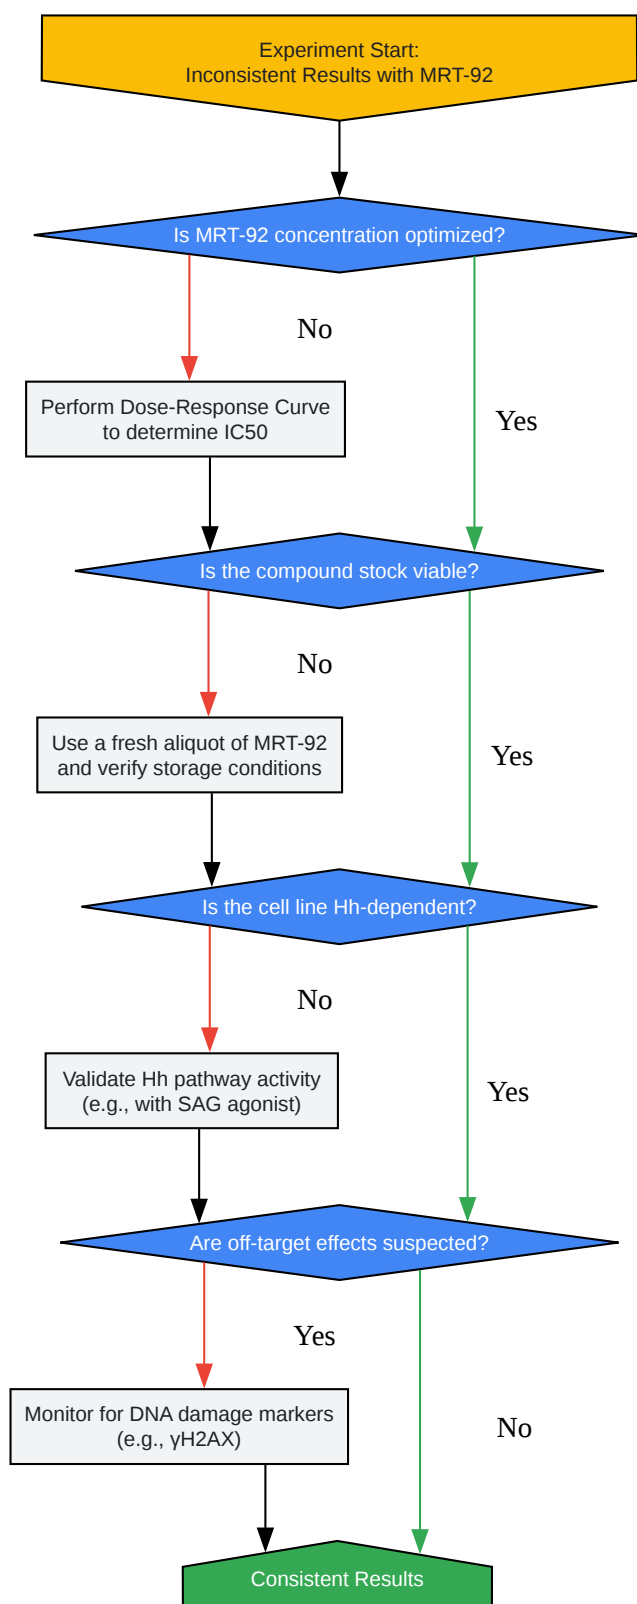 Experiment Start:
Inconsistent Results with MRT-92
Is MRT-92 concentration optimized?
No
Perform Dose-Response Curve
to determine IC50
Yes
Is the compound stock viable?
No
Use a fresh aliquot of MRT-92
and verify storage conditions
Yes
Is the cell line Hh-dependent?
No
Validate Hh pathway activity
(e.g., with SAG agonist)
Yes
Are off-target effects suspected?
Yes
Monitor for DNA damage markers
(e.g., γH2AX)
No
Consistent Results